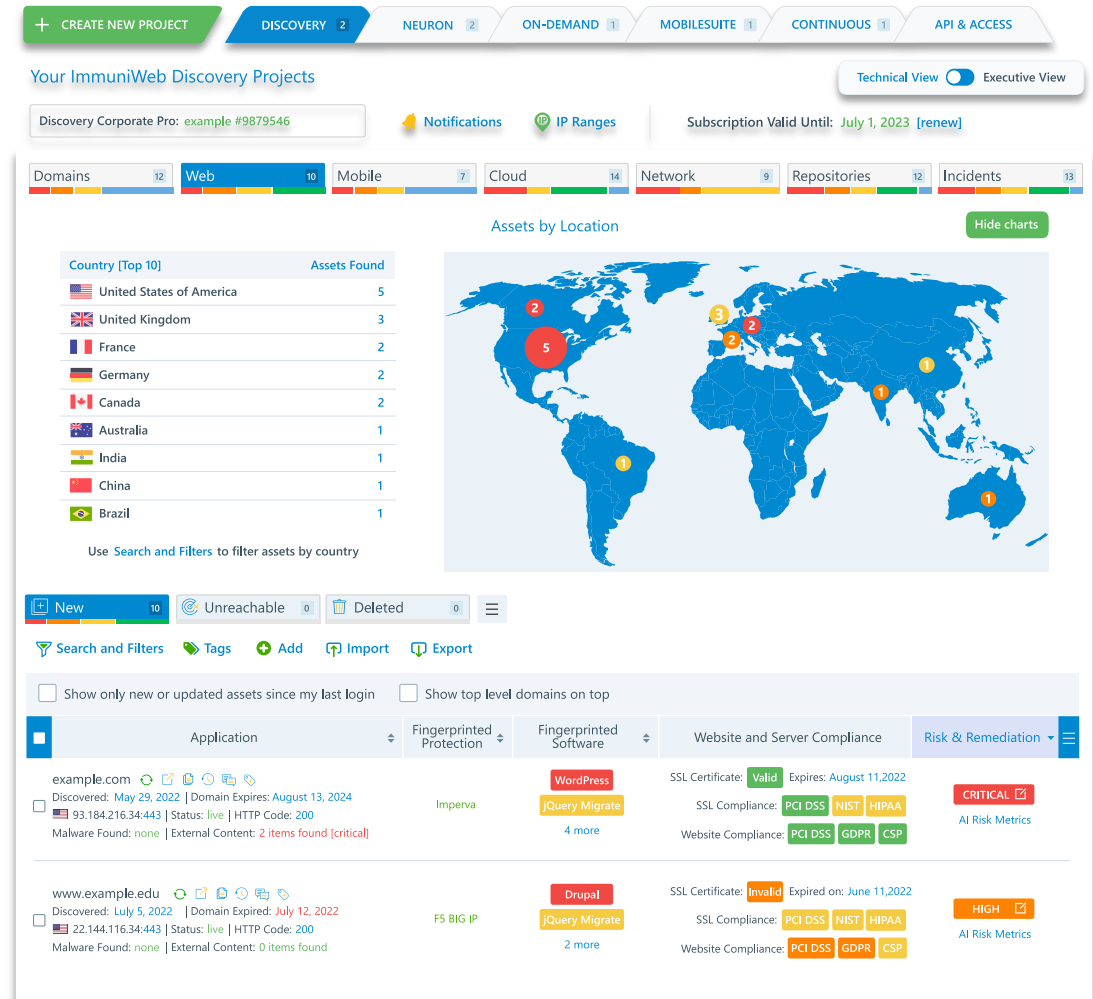 CREATE NEW PROJECT
DISCOVERY 2
NEURON 2
ON-DEMAND 1
MOBILESUITE 1
CONTINUOUS 1
API & ACCESS
Your ImmuniWeb Discovery Projects
Technical View Executive View
Discovery Corporate Pro: example #9879546
Notifications
IP IP Ranges
Subscription Valid Until: July 1, 2023 [renew]
Domains 12
Web 10
Mobile 7
Cloud 14
Network 9
Repositories 12
Incidents 13
Assets by Location
Hide charts
Country [Top 10] Assets Found
United States of America 5
United Kingdom 3
France 2
Germany 2
Canada 2
Australia 1
India 1
China 1
Brazil 1
Use Search and Filters to filter assets by country
2
3
2
2
5
1
1
1
1
New 10
Unreachable 0
Deleted 0
Search and Filters
Tags
Add
Import
Export
Show only new or updated assets since my last login
Show top level domains on top
Application
Fingerprinted
Protection
Fingerprinted
Software
Website and Server Compliance
Risk & Remediation
example.com
Discovered: May 29, 2022 | Domain Expires: August 13, 2024
93.184.216.34:443 | Status: live | HTTP Code: 200
Malware Found: none | External Content: 2 items found [critical]
Imperva
WordPress
jQuery Migrate
4 more
SSL Certificate: Valid Expires: August 11,2022
SSL Compliance: PCI DSS NIST HIPAA
Website Compliance: PCI DSS GDPR CSP
CRITICAL
AI Risk Metrics
www.example.edu
Discovered: Luly 5, 2022 | Domain Expired: July 12, 2022
22.144.116.34:443 | Status: live | HTTP Code: 200
Malware Found: none | External Content: 0 items found
F5 BIG IP
Drupal
jQuery Migrate
2 more
SSL Certificate: Invalid Expired on: June 11,2022
SSL Compliance: PCI DSS NIST HIPAA
Website Compliance: PCI DSS GDPR CSP
HIGH
AI Risk Metrics